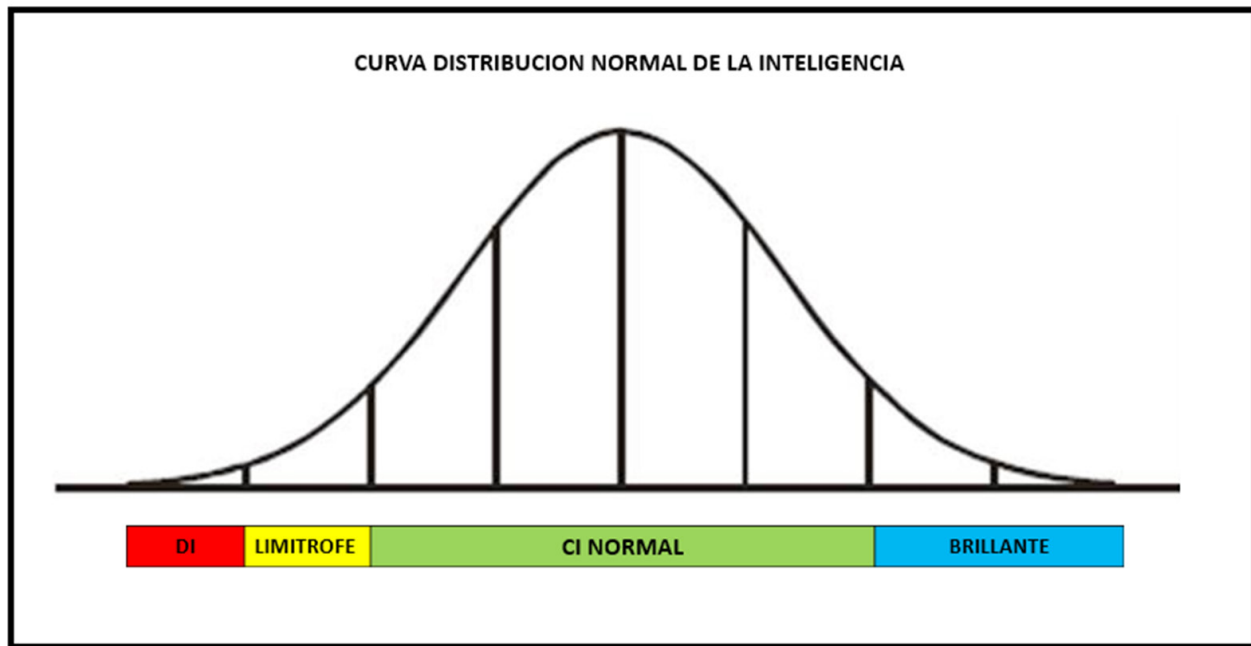 CURVA DISTRIBUCION NORMAL DE LA INTELIGENCIA
DI
LIMITROFE
CI NORMAL
BRILLANTE